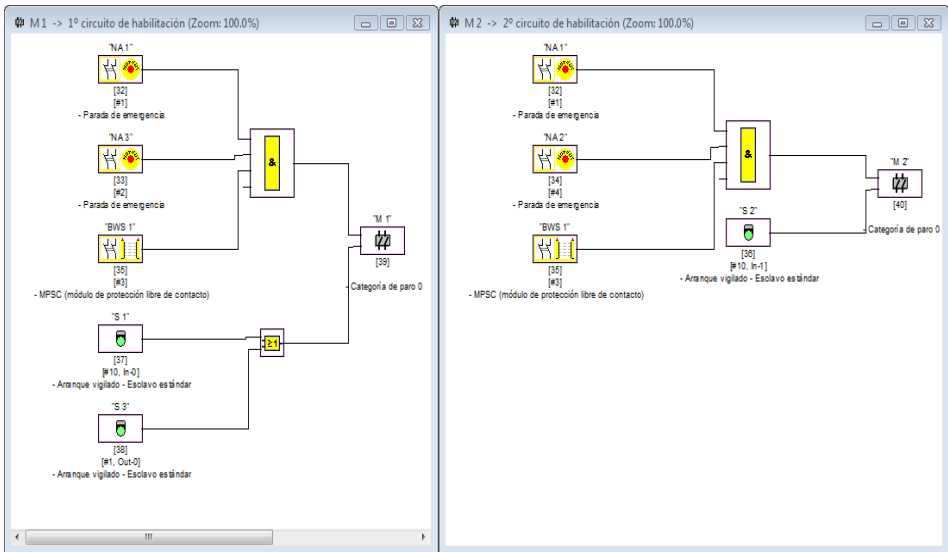 M 1 -> 1º circuito de habilitación (Zoom: 100.0%)
"NA 1"
[32]
[#1]
- Parada de emergencia
"NA 3"
[33]
[#2]
- Parada de emergencia
&
"BWS 1"
[35]
[#3]
- MPSC (módulo de protección libre de contacto)
"M 1"
[39]
- Categoría de paro 0
"S 1"
[37]
[#10, In-0]
- Arranque vigilado - Esclavo estándar
≥1
"S 3"
[38]
[#1, Out-0]
- Arranque vigilado - Esclavo estándar
M 2 -> 2º circuito de habilitación (Zoom: 100.0%)
"NA 1"
[32]
[#1]
- Parada de emergencia
"NA 2"
[34]
[#4]
- Parada de emergencia
&
"BWS 1"
[35]
[#3]
- MPSC (módulo de protección libre de contacto)
"S 2"
[36]
[#10, In-1]
- Arranque vigilado - Esclavo estándar
"M 2"
[40]
- Categoría de paro 0